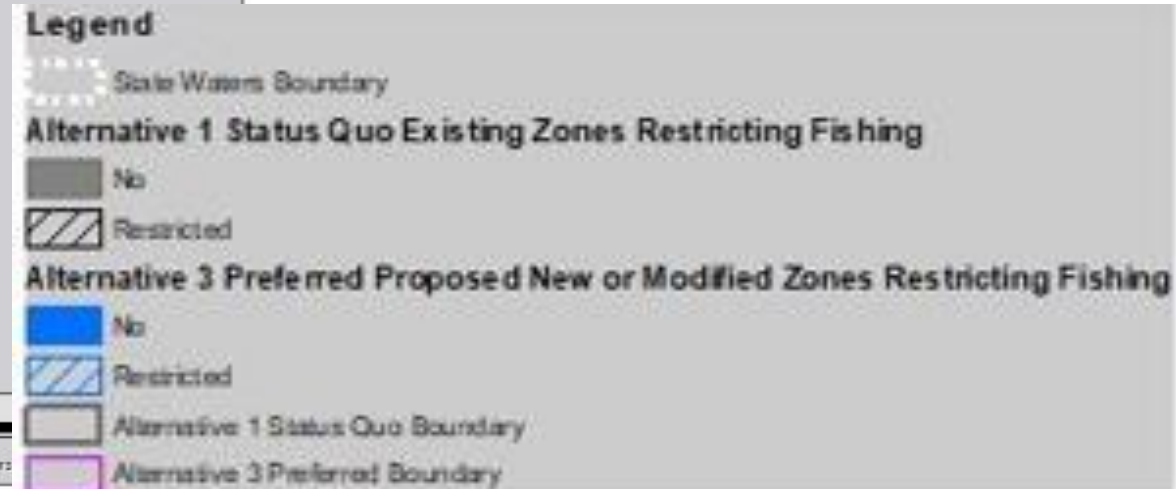 Legend
State Waters Boundary
Alternative 1 Status Quo Existing Zones Restricting Fishing
No
Restricted
Alternative 3 Preferred Proposed New or Modified Zones Restricting Fishing
No
Restricted
Alternative 1 Status Quo Boundary
Alternative 3 Preferred Boundary